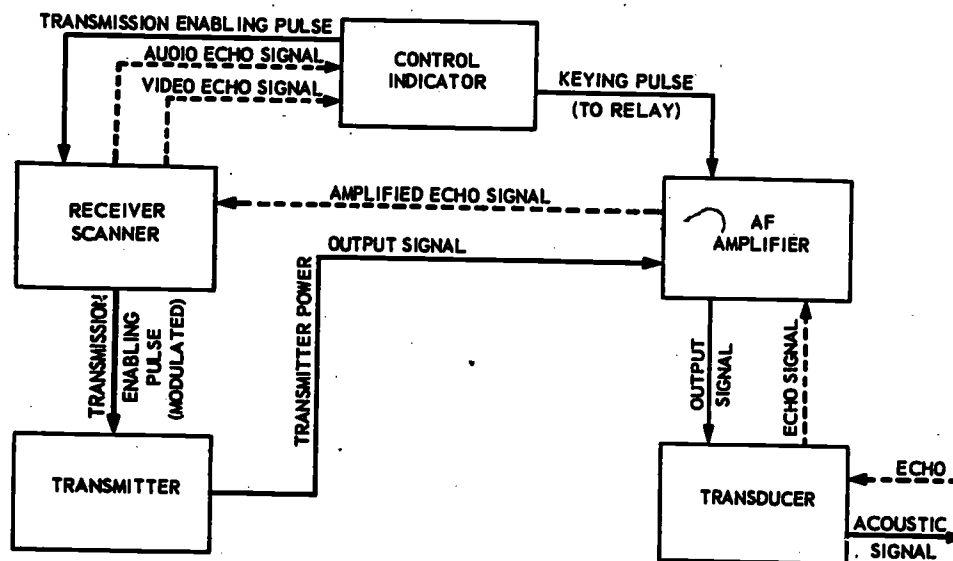 TRANSMISSION ENABLING PULSE
AUOIO ECHO SIGNAL
VIDEO ECHO SIGNAL
CONTROL
INDICATOR
KEYING PULSE
(TO RELAY)
RECEIVER
SCANNER
AMPLIFIED ECHO SIGNAL
AF
AMPLIFIER
OUTPUT SIGNAL
TRANSMISSION
ENABLING
PULSE
(MODULATED)
TRANSMITTER POWER
OUTPUT
SIGNAL
ECHO SIGNAL
TRANSMITTER
TRANSDUCER
ECHO
ACOUSTIC
SIGNAL